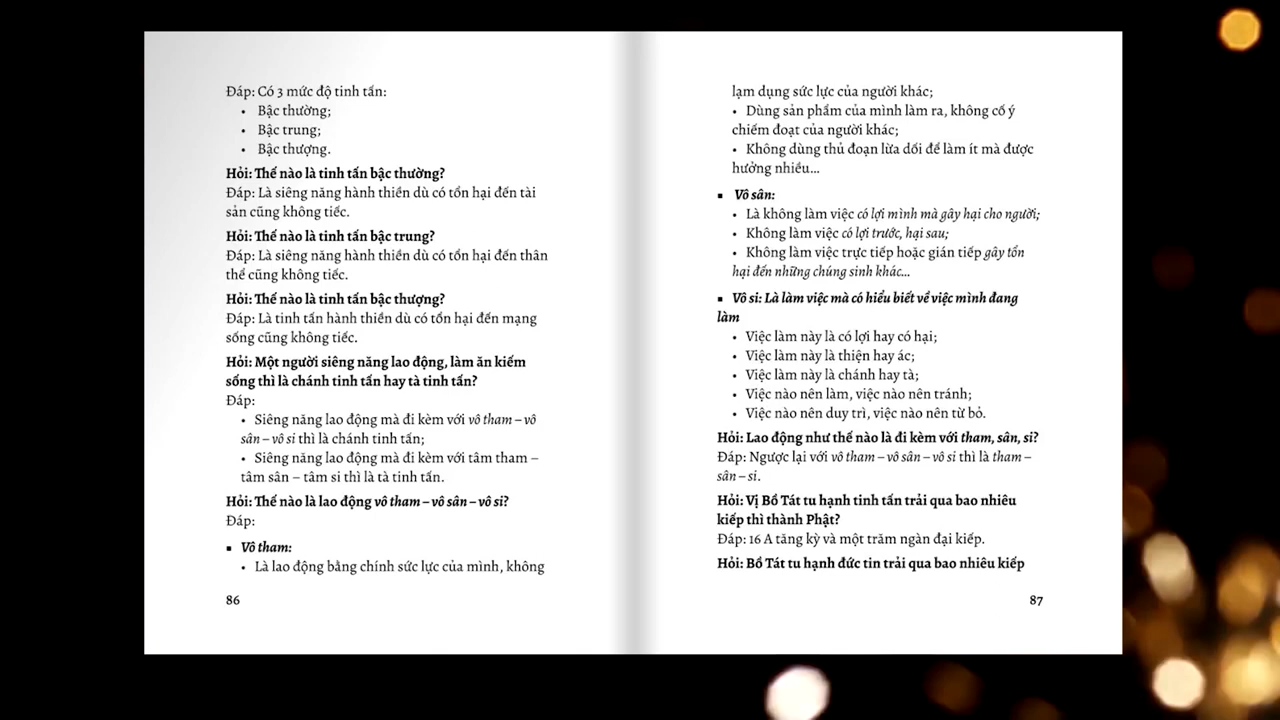 Đáp: Có 3 mức độ tinh tấn:
• Bậc thường;
• Bậc trung;
• Bậc thượng.
Hỏi: Thế nào là tinh tấn bậc thường?
Đáp: Là siêng năng hành thiền dù có tổn hại đến tài
sản cũng không tiếc.
Hỏi: Thế nào là tinh tấn bậc trung?
Đáp: Là siêng năng hành thiền dù có tổn hại đến thân
thể cũng không tiếc.
Hỏi: Thế nào là tinh tấn bậc thượng?
Đáp: Là tinh tấn hành thiền dù có tổn hại đến mạng
sống cũng không tiếc.
Hỏi: Một người siêng năng lao động, làm ăn kiếm
sống thì là chánh tinh tấn hay tà tinh tấn?
Đáp:
• Siêng năng lao động mà đi kèm với vô tham – vô
sân – vô si thì là chánh tinh tấn;
• Siêng năng lao động mà đi kèm với tâm tham –
tâm sân – tâm si thì là tà tinh tấn.
Hỏi: Thế nào là lao động vô tham – vô sân – vô si?
Đáp:
▪ Vô tham:
• Là lao động bằng chính sức lực của mình, không
86
lạm dụng sức lực của người khác;
• Dùng sản phẩm của mình làm ra, không cố ý
chiếm đoạt của người khác;
• Không dùng thủ đoạn lừa dối để làm ít mà được
hưởng nhiều...
▪ Vô sân:
• Là không làm việc có lợi mình mà gây hại cho người;
• Không làm việc có lợi trước, hại sau;
• Không làm việc trực tiếp hoặc gián tiếp gây tổn
hại đến những chúng sinh khác...
▪ Vô si: Là làm việc mà có hiểu biết về việc mình đang
làm
• Việc làm này là có lợi hay có hại;
• Việc làm này là thiện hay ác;
• Việc làm này là chánh hay tà;
• Việc nào nên làm, việc nào nên tránh;
• Việc nào nên duy trì, việc nào nên từ bỏ.
Hỏi: Lao động như thế nào là đi kèm với tham, sân, si?
Đáp: Ngược lại với vô tham – vô sân – vô si thì là tham –
sân – si.
Hỏi: Vị Bồ Tát tu hạnh tinh tấn trải qua bao nhiêu
kiếp thì thành Phật?
Đáp: 16 A tăng kỳ và một trăm ngàn đại kiếp.
Hỏi: Bồ Tát tu hạnh đức tin trải qua bao nhiêu kiếp
87